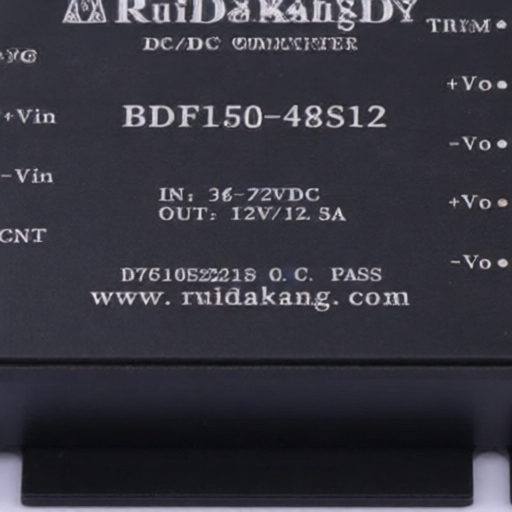 RuiDaKangDY
DC/DC
TRIM
+Vo
+Vin
BDF150-48S12
-Vo
-Vin
IN: 36-72VDC
+Vo
OUT: 12V/12.5A
CNT
-Vo
Q.C. PASS
www.ruidakang.com